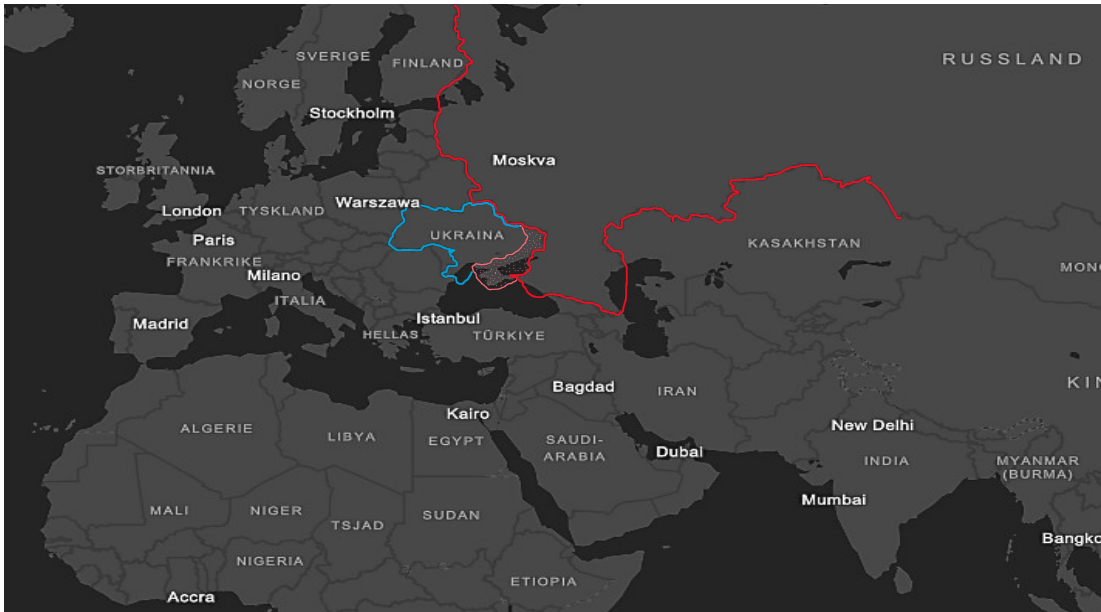 RUSSLAND
SVERIGE
FINLAND
NORGE
Stockholm
Moskva
STORBRITANNIA
Warszawa
London
TYSKLAND
UKRAINA
Paris
KASAKHSTAN
FRANKRIKE
Milano
MONG
ITALIA
Istanbul
Madrid
HELLAS
TÜRKIYE
KIN
Bagdad
IRAN
Kairo
New Delhi
ALGERIE
LIBYA
EGYPT
SAUDI-
ARABIA
Dubai
INDIA
MYANMAR
(BURMA)
Mumbai
MALI
NIGER
TSJAD
SUDAN
Bangko
NIGERIA
ETIOPIA
Accra